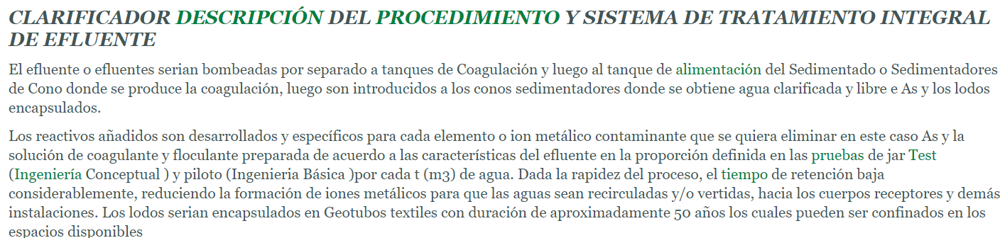 CLARIFICADOR DESCRIPCIÓN DEL PROCEDIMIENTO Y SISTEMA DE TRATAMIENTO INTEGRAL
DE EFLUENTE
El efluente o efluentes serian bombeadas por separado a tanques de Coagulación y luego al tanque de alimentación del Sedimentado o Sedimentadores
de Cono donde se produce la coagulación, luego son introducidos a los conos sedimentadores donde se obtiene agua clarificada y libre e As y los lodos
encapsulados.
Los reactivos añadidos son desarrollados y específicos para cada elemento o ion metálico contaminante que se quiera eliminar en este caso As y la
solución de coagulante y floculante preparada de acuerdo a las características del efluente en la proporción definida en las pruebas de jar Test
(Ingeniería Conceptual ) y piloto (Ingenieria Básica )por cada t (m3) de agua. Dada la rapidez del proceso, el tiempo de retención baja
considerablemente, reduciendo la formación de iones metálicos para que las aguas sean recirculadas y/o vertidas, hacia los cuerpos receptores y demás
instalaciones. Los lodos serian encapsulados en Geotubos textiles con duración de aproximadamente 50 años los cuales pueden ser confinados en los
espacios disponibles